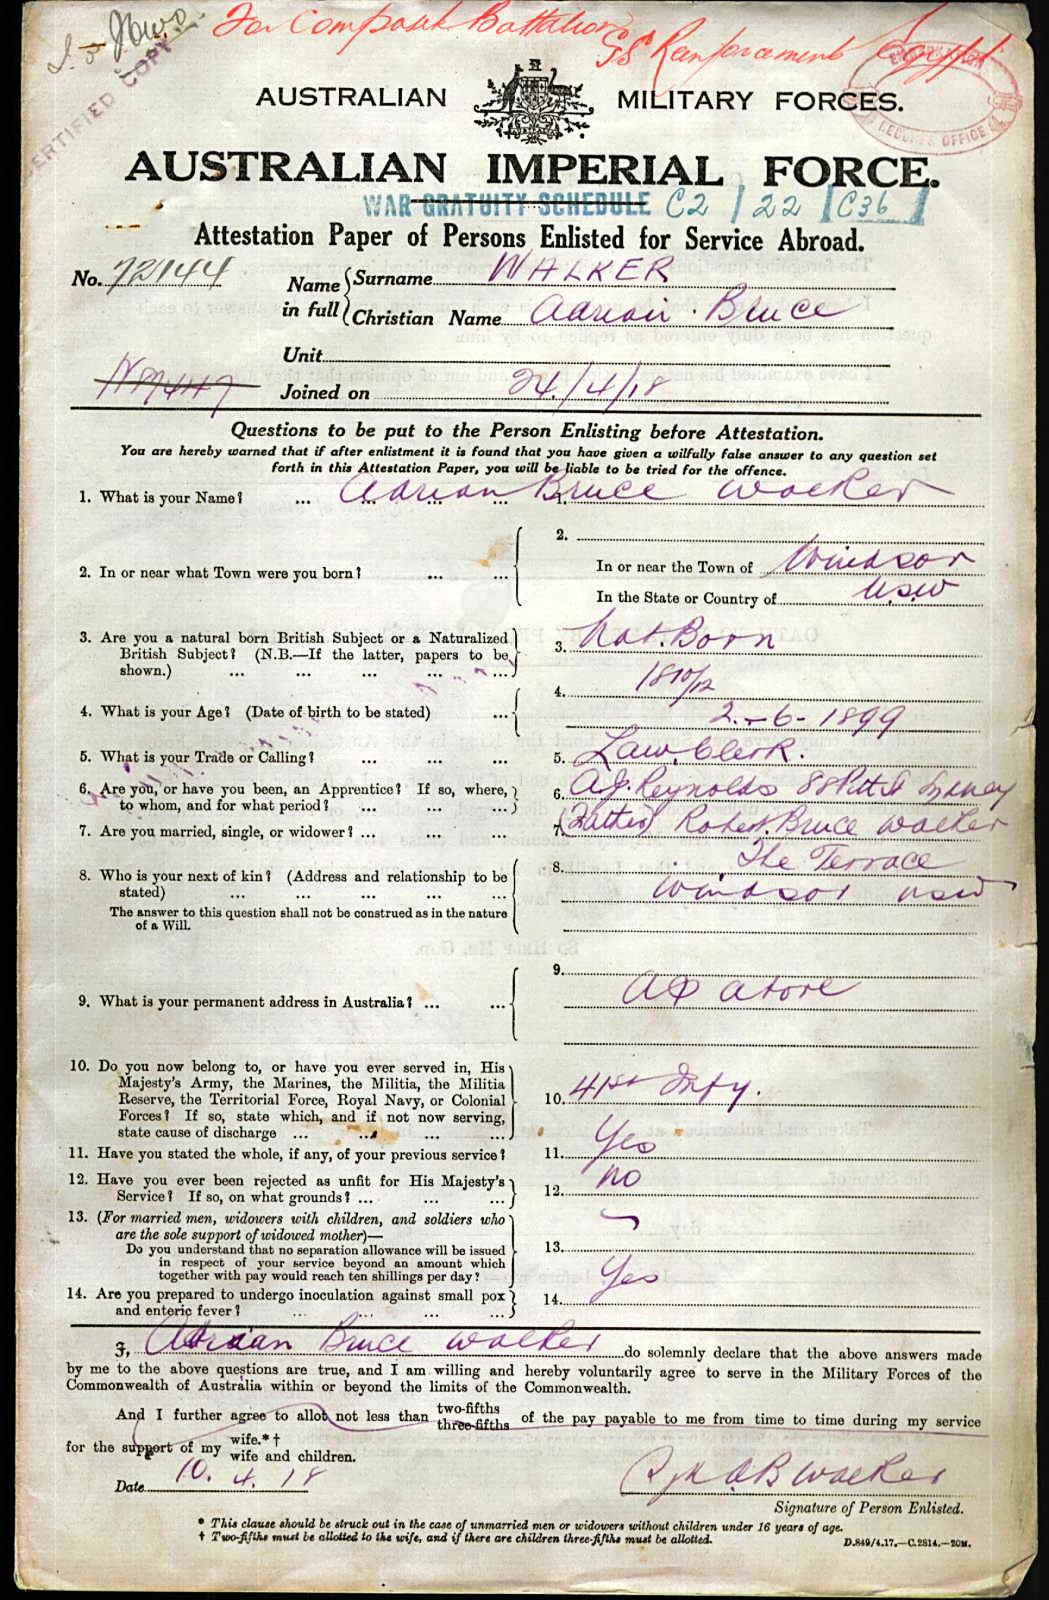 For Composit Battalion
GS Reinforcement Egypt
CERTIFIED COPY
AUSTRALIAN MILITARY FORCES.
RECORDS OFFICE
AUSTRALIAN IMPERIAL FORCE.
WAR GRATUITY SCHEDULE C2 / 22 / C36
Attestation Paper of Persons Enlisted for Service Abroad.
No. 72144 Name in full { Surname WALKER
Christian Name Adrian Bruce
Unit
Joined on 24/4/18
Questions to be put to the Person Enlisting before Attestation.
You are hereby warned that if after enlistment it is found that you have given a wilfully false answer to any question set
forth in this Attestation Paper, you will be liable to be tried for the offence.
1. What is your Name? ... ... ... 1. Adrian Bruce Walker
2. In or near what Town were you born? ... ... 2.
In or near the Town of Windsor
In the State or Country of N.S.W
3. Are you a natural born British Subject or a Naturalized
British Subject? (N.B.—If the latter, papers to be
shown.) ... ... ... ... ... 3. Nat. Born
4. What is your Age? (Date of birth to be stated) ... 4. 18 10/12
2-6-1899
5. What is your Trade or Calling? ... ... ... 5. Law Clerk.
6. Are you, or have you been, an Apprentice? If so, where,
to whom, and for what period? ... ... ... 6. A.J. Reynolds 88 Pitt St Sydney
7. Are you married, single, or widower? ... ... ... 7. (Father) Robert Bruce Walker
8. Who is your next of kin? (Address and relationship to be
stated) ... ... ... ... ... 8. The Terrace
Windsor NSW
The answer to this question shall not be construed as in the nature
of a Will.
9. What is your permanent address in Australia? ... ... 9. As above
10. Do you now belong to, or have you ever served in, His
Majesty's Army, the Marines, the Militia, the Militia
Reserve, the Territorial Force, Royal Navy, or Colonial
Forces? If so, state which, and if not now serving,
state cause of discharge ... ... ... ... 10. 41st Infy.
11. Have you stated the whole, if any, of your previous service? 11. Yes
12. Have you ever been rejected as unfit for His Majesty's
Service? If so, on what grounds? ... ... ... 12. no
13. (For married men, widowers with children, and soldiers who
are the sole support of widowed mother)—
Do you understand that no separation allowance will be issued
in respect of your service beyond an amount which
together with pay would reach ten shillings per day? 13.
14. Are you prepared to undergo inoculation against small pox
and enteric fever? ... ... ... ... 14. Yes
I, Adrian Bruce Walker do solemnly declare that the above answers made
by me to the above questions are true, and I am willing and hereby voluntarily agree to serve in the Military Forces of the
Commonwealth of Australia within or beyond the limits of the Commonwealth.
And I further agree to allot not less than two-fifths three-fifths of the pay payable to me from time to time during my service
for the support of my wife.*† wife and children.
Date 10. 4. 18
A B Walker
Signature of Person Enlisted.
* This clause should be struck out in the case of unmarried men or widowers without children under 16 years of age.
† Two-fifths must be allotted to the wife, and if there are children three-fifths must be allotted.
D.849/4.17.—C.2814.—20M.